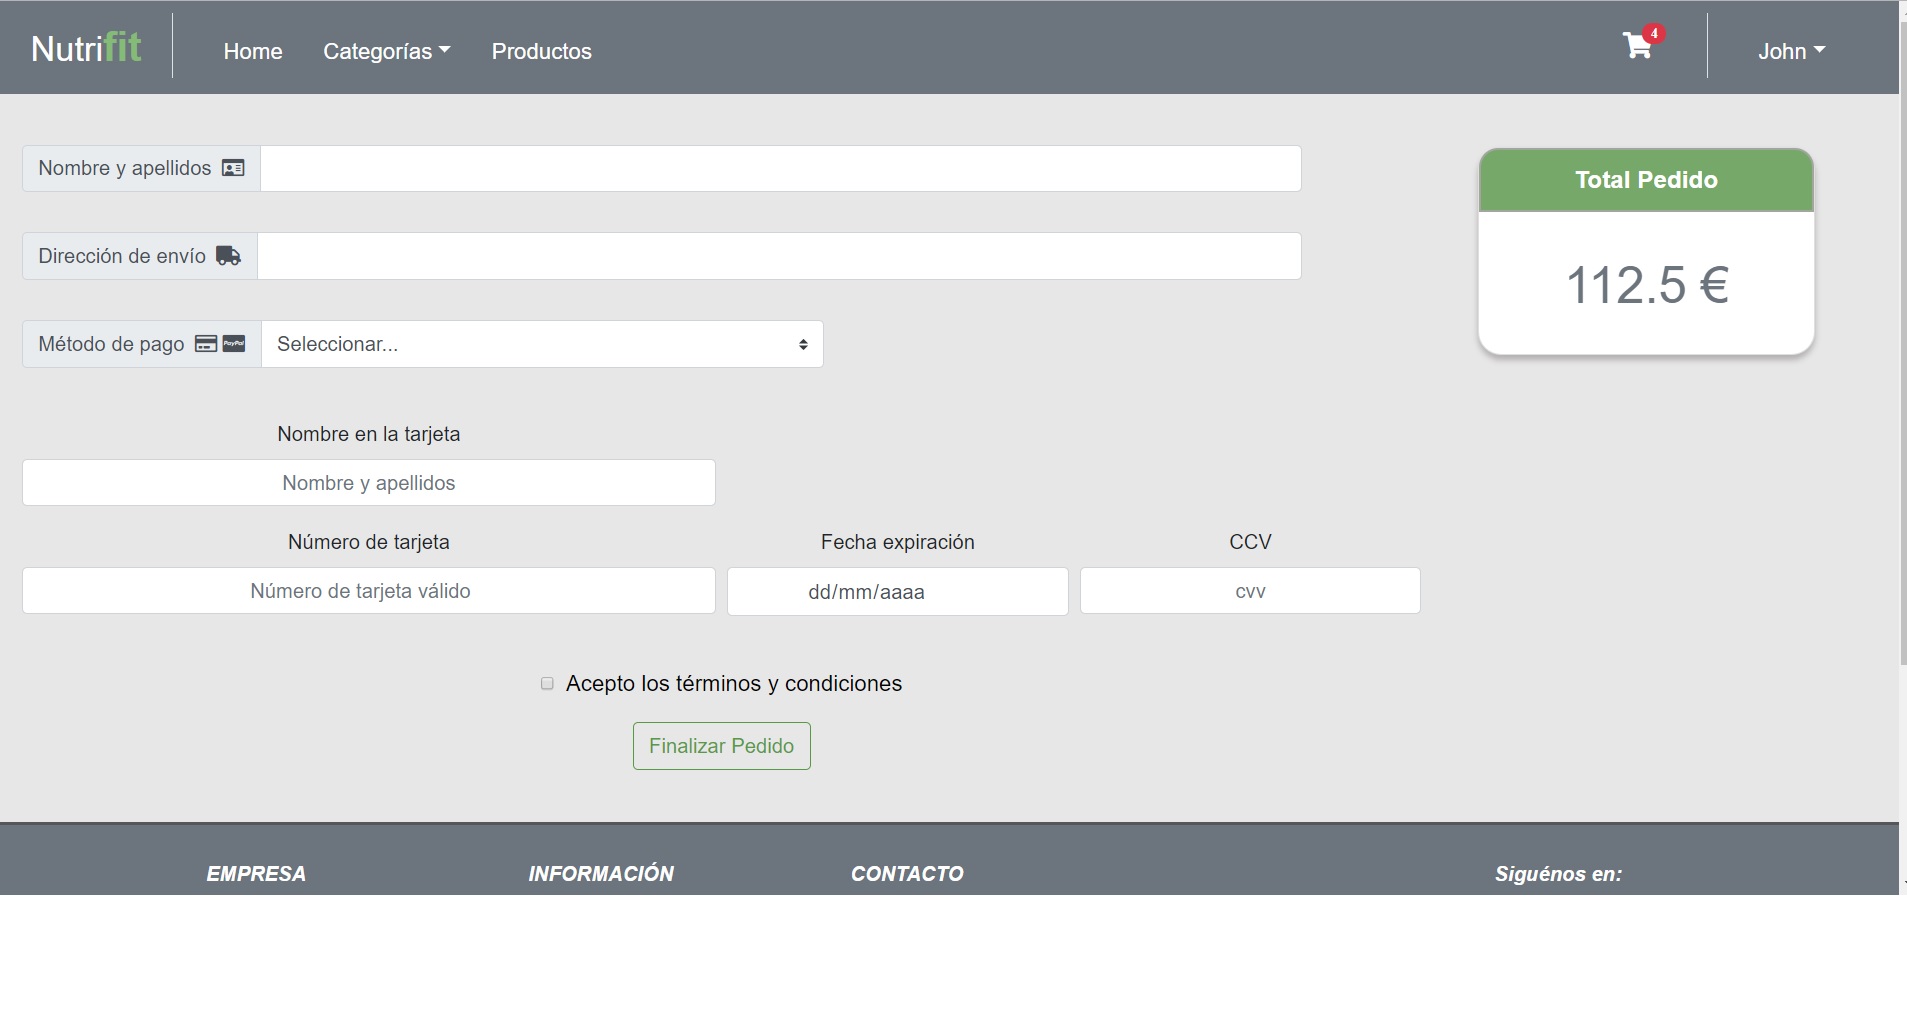 Nutrifit Home Categorías Productos 4 John
Nombre y apellidos
Total Pedido
Dirección de envío
112.5 €
Método de pago PayPal Seleccionar...
Nombre en la tarjeta
Nombre y apellidos
Número de tarjeta Fecha expiración CCV
Número de tarjeta válido dd/mm/aaaa cvv
Acepto los términos y condiciones
Finalizar Pedido
EMPRESA INFORMACIÓN CONTACTO Siguénos en: